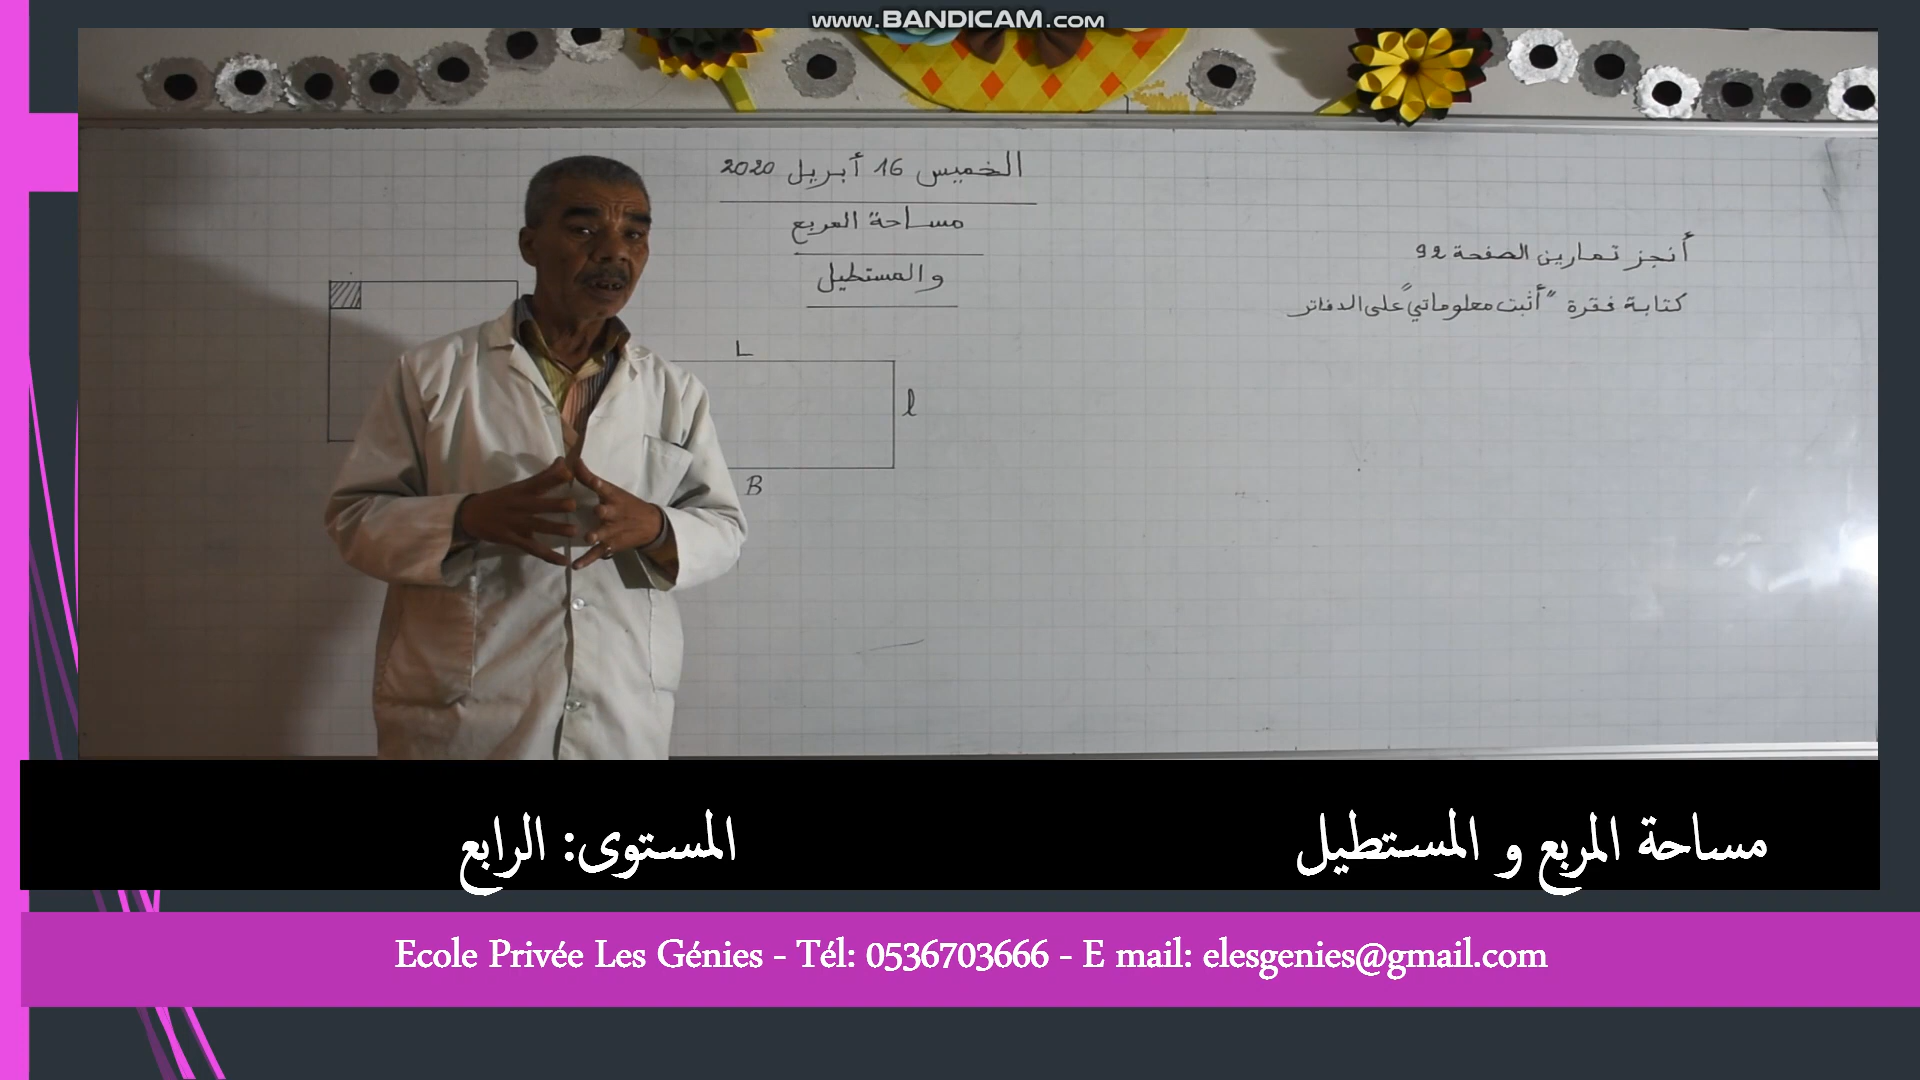 www.BANDICAM.com
الخميس 16 أبريل 2020
مساحة المربع
والمستطيل
أنجز تمارين الصفحة 92
كتابة فقرة "أثبت معلوماتي" على الدفاتر
L
l
B
مساحة المربع و المستطيل
المستوى: الرابع
Ecole Privée Les Génies - Tél: 0536703666 - E mail: elesgenies@gmail.com